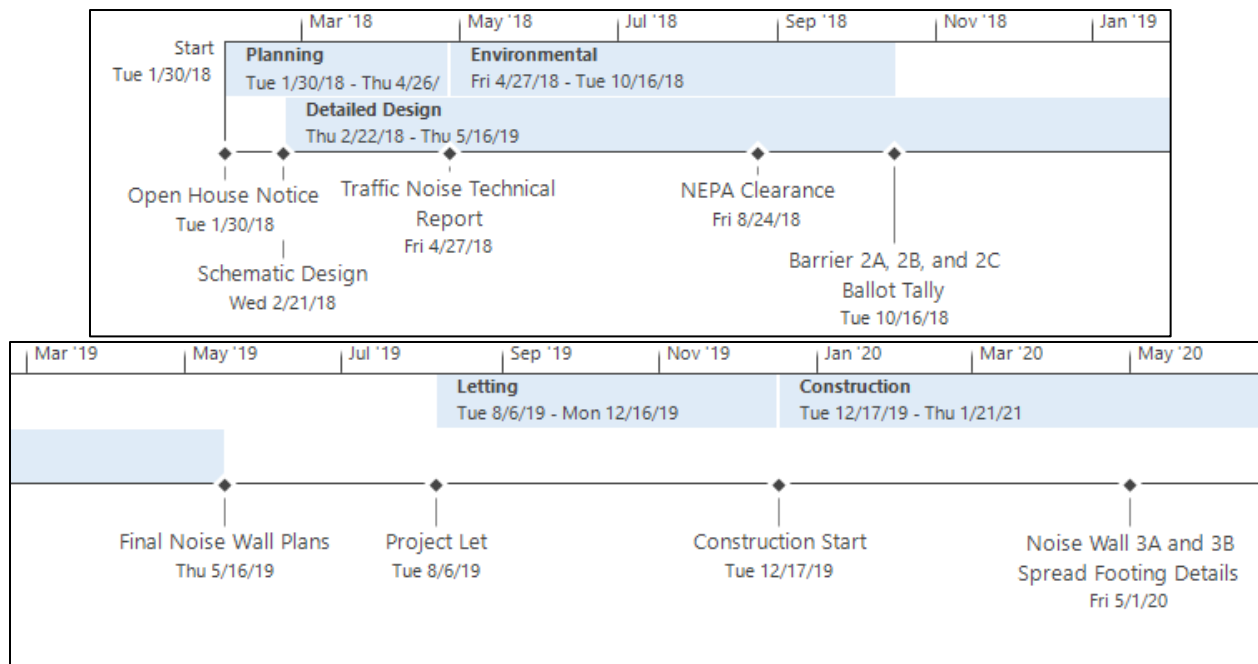 Mar '18
May '18
Jul '18
Sep '18
Nov '18
Jan '19
Start
Tue 1/30/18
Planning
Tue 1/30/18 - Thu 4/26/
Environmental
Fri 4/27/18 - Tue 10/16/18
Detailed Design
Thu 2/22/18 - Thu 5/16/19
Open House Notice
Tue 1/30/18
Schematic Design
Wed 2/21/18
Traffic Noise Technical
Report
Fri 4/27/18
NEPA Clearance
Fri 8/24/18
Barrier 2A, 2B, and 2C
Ballot Tally
Tue 10/16/18
Mar '19
May '19
Jul '19
Sep '19
Nov '19
Jan '20
Mar '20
May '20
Letting
Tue 8/6/19 - Mon 12/16/19
Construction
Tue 12/17/19 - Thu 1/21/21
Final Noise Wall Plans
Thu 5/16/19
Project Let
Tue 8/6/19
Construction Start
Tue 12/17/19
Noise Wall 3A and 3B
Spread Footing Details
Fri 5/1/20